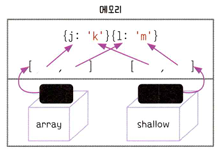 메모리
{j: 'k'}{l: 'm'}
[ , ] [ , ]
array shallow